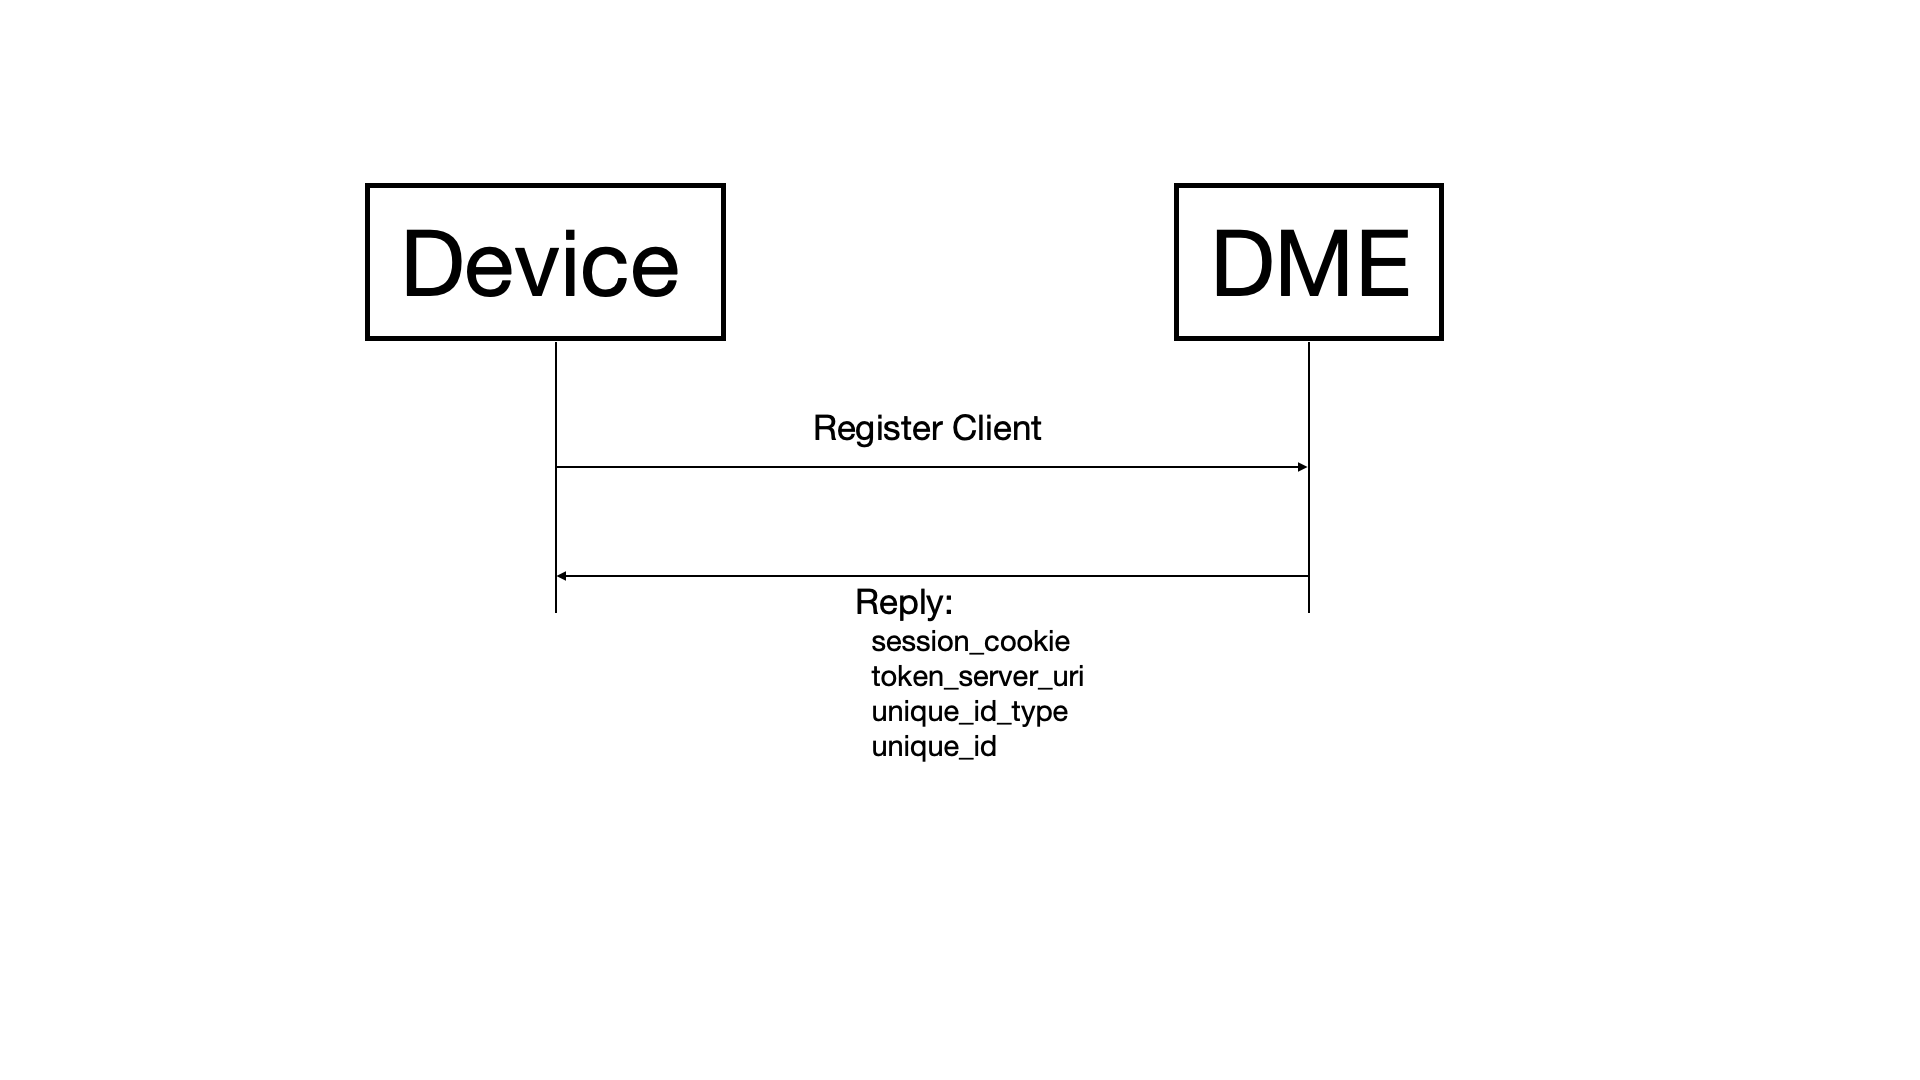 Device
DME
Register Client
Reply:
session_cookie
token_server_uri
unique_id_type
unique_id